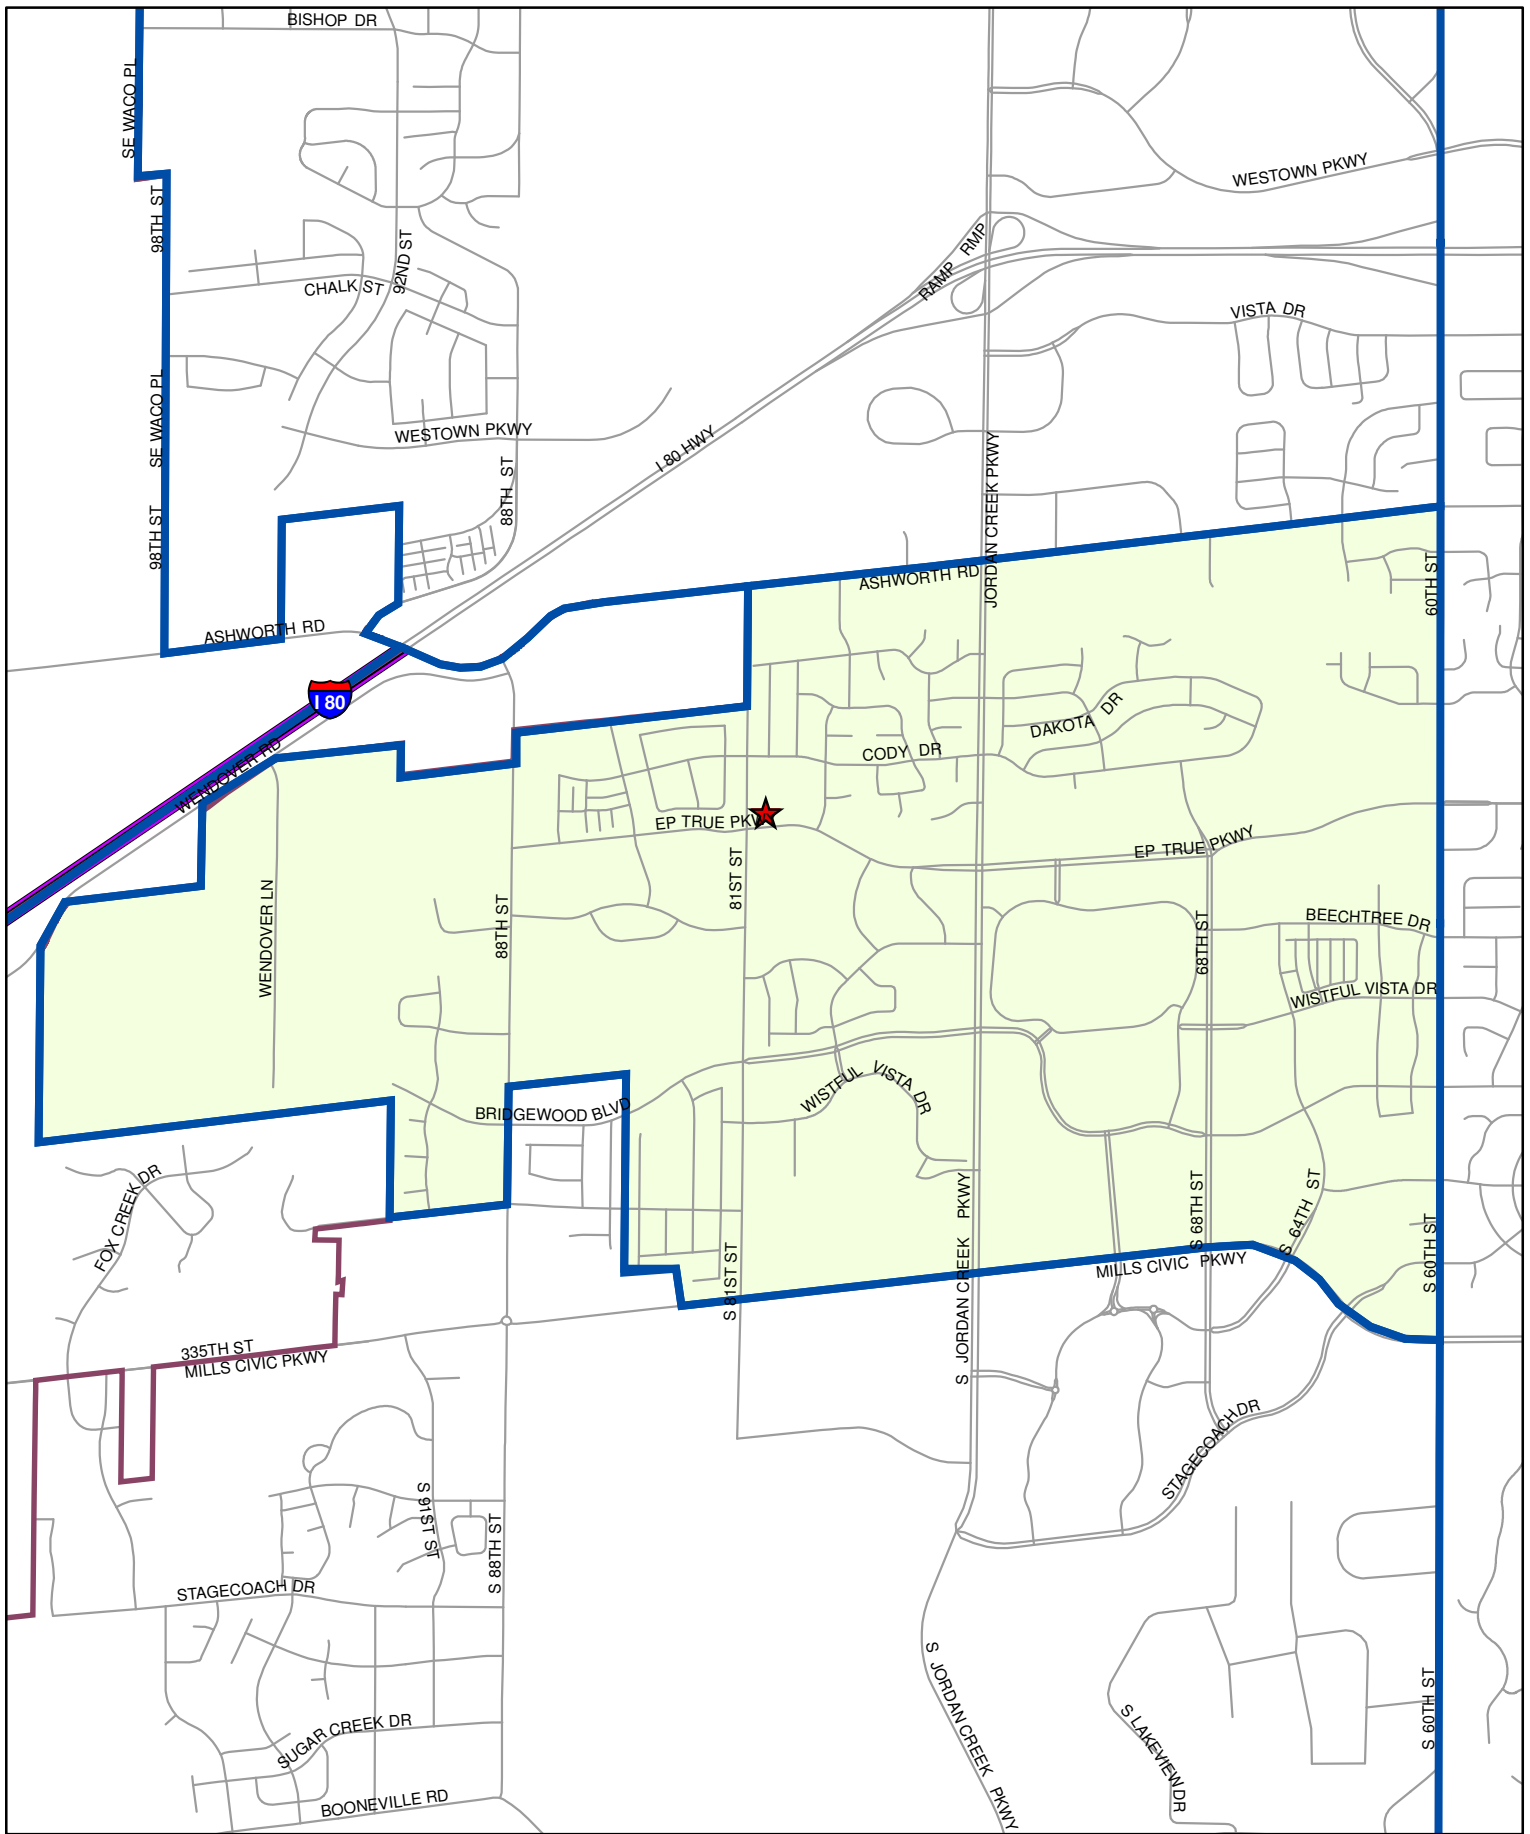 BISHOP DR
SE WACO PL
WESTOWN PKWY
98TH ST
92ND ST
RAMP RMP
CHALK ST
VISTA DR
SE WACO PL
WESTOWN PKWY
I 80 HWY
88TH ST
JORDAN CREEK PKWY
98TH ST
ASHWORTH RD
60TH ST
ASHWORTH RD
I 80
DAKOTA DR
CODY DR
WENDOVER RD
EP TRUE PKW
EP TRUE PKWY
81ST ST
WENDOVER LN
88TH ST
68TH ST
BEECHTREE DR
WISTFUL VISTA DR
WISTFUL VISTA DR
BRIDGEWOOD BLVD
FOX CREEK DR
S JORDAN CREEK PKWY
S 68TH ST
S 64TH ST
S 60TH ST
S 81ST ST
MILLS CIVIC PKWY
335TH ST
MILLS CIVIC PKWY
STAGECOACH DR
S 91ST ST
S 88TH ST
STAGECOACH DR
S JORDAN CREEK PKWY
S 60TH ST
S LAKEVIEW DR
SUGAR CREEK DR
BOONEVILLE RD